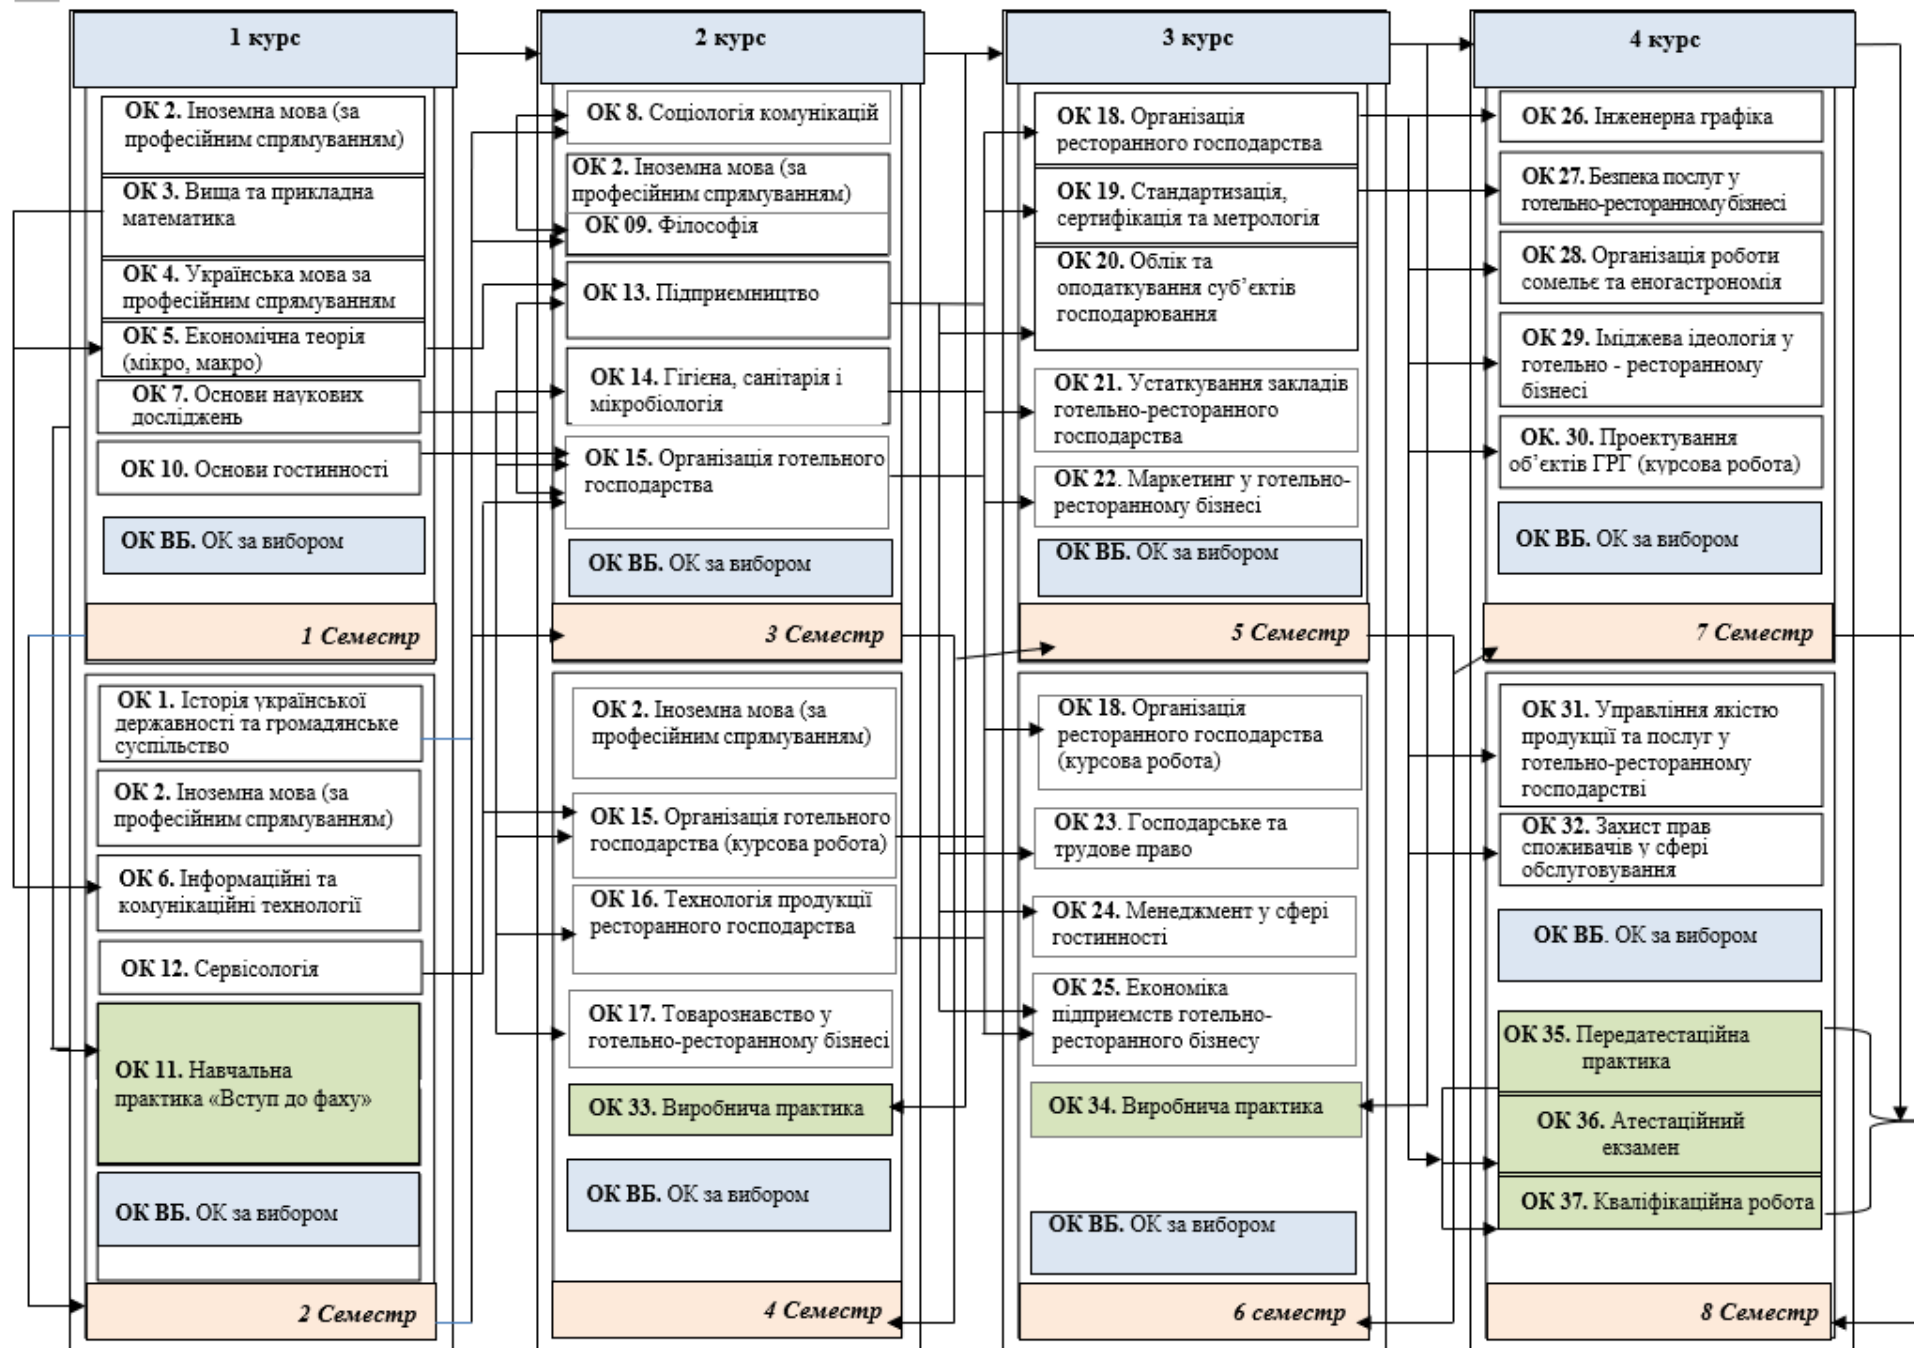 1 курс
ОК 2. Іноземна мова (за
професійним спрямуванням)
ОК 3. Вища та прикладна
математика
ОК 4. Українська мова за
професійним спрямуванням
ОК 5. Економічна теорія
(мікро, макро)
ОК 7. Основи наукових
досліджень
ОК 10. Основи гостинності
ОК ВБ. ОК за вибором
1 Семестр
ОК 1. Історія української
державності та громадянське
суспільство
ОК 2. Іноземна мова (за
професійним спрямуванням)
ОК 6. Інформаційні та
комунікаційні технології
ОК 12. Сервісологія
ОК 11. Навчальна
практика «Вступ до фаху»
ОК ВБ. ОК за вибором
2 Семестр
2 курс
ОК 8. Соціологія комунікацій
ОК 2. Іноземна мова (за
професійним спрямуванням)
ОК 09. Філософія
ОК 13. Підприємництво
ОК 14. Гігієна, санітарія і
мікробіологія
ОК 15. Організація готельного
господарства
ОК ВБ. ОК за вибором
3 Семестр
ОК 2. Іноземна мова (за
професійним спрямуванням)
ОК 15. Організація готельного
господарства (курсова робота)
ОК 16. Технологія продукції
ресторанного господарства
ОК 17. Товарознавство у
готельно-ресторанному бізнесі
ОК 33. Виробнича практика
ОК ВБ. ОК за вибором
4 Семестр
3 курс
ОК 18. Організація
ресторанного господарства
ОК 19. Стандартизація,
сертифікація та метрологія
ОК 20. Облік та
оподаткування суб’єктів
господарювання
ОК 21. Устаткування закладів
готельно-ресторанного
господарства
ОК 22. Маркетинг у готельно-
ресторанному бізнесі
ОК ВБ. ОК за вибором
5 Семестр
ОК 18. Організація
ресторанного господарства
(курсова робота)
ОК 23. Господарське та
трудове право
ОК 24. Менеджмент у сфері
гостинності
ОК 25. Економіка
підприємств готельно-
ресторанного бізнесу
ОК 34. Виробнича практика
ОК ВБ. ОК за вибором
6 семестр
4 курс
ОК 26. Інженерна графіка
ОК 27. Безпека послуг у
готельно-ресторанному бізнесі
ОК 28. Організація роботи
сомельє та еногастрономія
ОК 29. Іміджева ідеологія у
готельно - ресторанному
бізнесі
ОК. 30. Проектування
об’єктів ГРГ (курсова робота)
ОК ВБ. ОК за вибором
7 Семестр
ОК 31. Управління якістю
продукції та послуг у
готельно-ресторанному
господарстві
ОК 32. Захист прав
споживачів у сфері
обслуговування
ОК ВБ. ОК за вибором
ОК 35. Передатестаційна
практика
ОК 36. Атестаційний
екзамен
ОК 37. Кваліфікаційна робота
8 Семестр